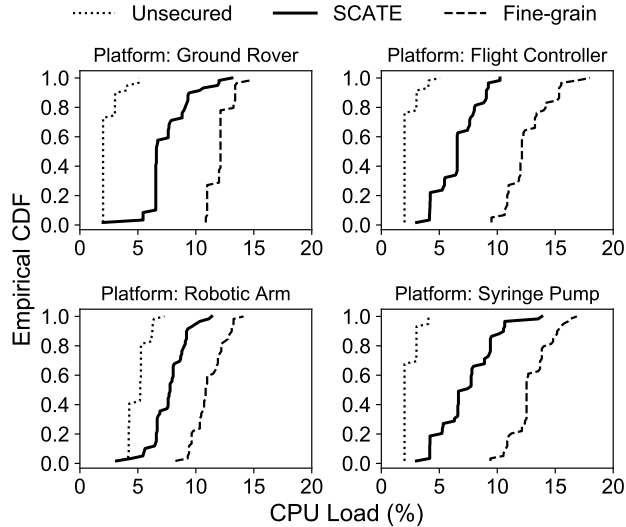 Unsecured SCATE Fine-grain
Platform: Ground Rover Platform: Flight Controller
1.0 1.0
0.8 0.8
0.6 0.6
0.4 0.4
0.2 0.2
0.0 0.0
0 5 10 15 20 0 5 10 15 20
Empirical CDF
Platform: Robotic Arm Platform: Syringe Pump
1.0 1.0
0.8 0.8
0.6 0.6
0.4 0.4
0.2 0.2
0.0 0.0
0 5 10 15 20 0 5 10 15 20
CPU Load (%)